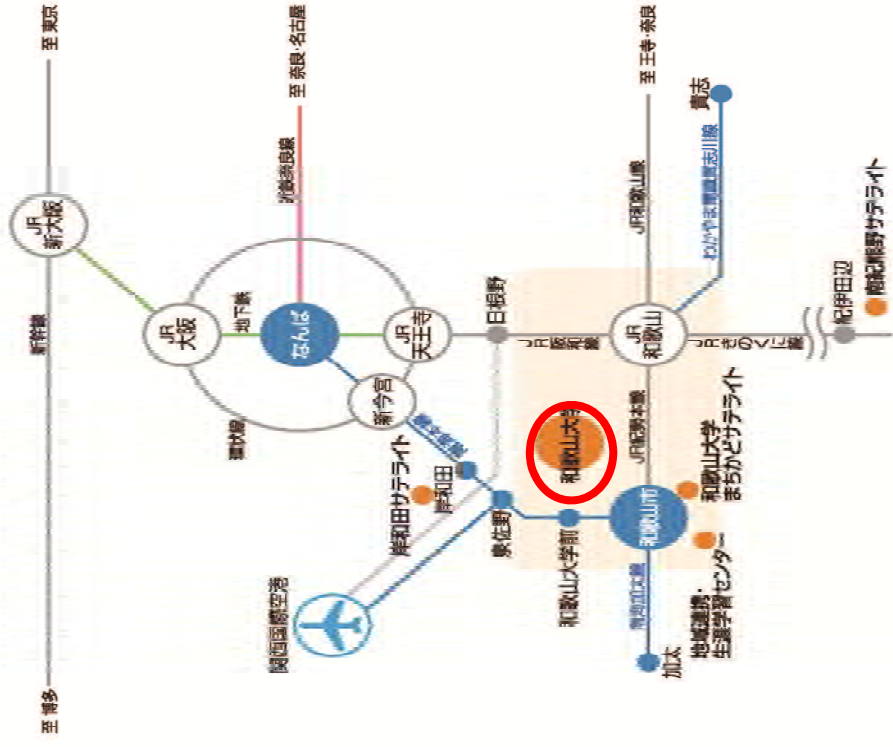 至 博多
新幹線
JR
新大阪
至 東京
環状線
JR
大阪
地下鉄
なんば
近鉄奈良線
至 奈良・名古屋
関西国際空港
新今宮
JR
天王寺
岸和田サテライト
南海本線
岸和田
泉佐野
日根野
和歌山大学前
和歌山大学
JR阪和線
南海加太線
和歌山市
JR紀勢本線
JR
和歌山
JR和歌山線
至 王寺・奈良
加太
地域連携・
生涯学習センター
和歌山大学
まちかどサテライト
JRきのくに線
わかやま電鉄貴志川線
貴志
紀伊田辺
南紀熊野サテライト